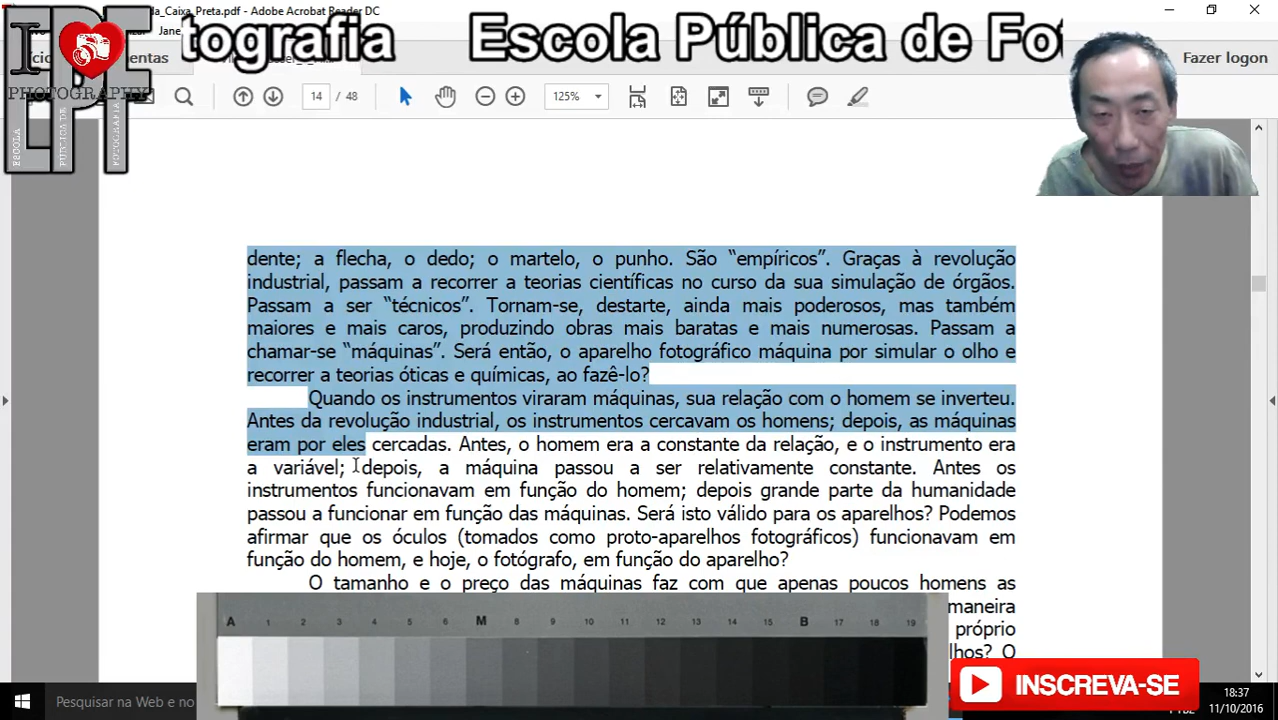 da_Caixa_Preta.pdf - Adobe Acrobat Reader DC
tografia Escola Pública de Fo
Fazer logon
I
PHOTOGRAPHY
ESCOLA
PÚBLICA DE
FOTOGRAFIA
14 / 48
125%
dente; a flecha, o dedo; o martelo, o punho. São “empíricos”. Graças à revolução
industrial, passam a recorrer a teorias científicas no curso da sua simulação de órgãos.
Passam a ser “técnicos”. Tornam-se, destarte, ainda mais poderosos, mas também
maiores e mais caros, produzindo obras mais baratas e mais numerosas. Passam a
chamar-se “máquinas”. Será então, o aparelho fotográfico máquina por simular o olho e
recorrer a teorias óticas e químicas, ao fazê-lo?
Quando os instrumentos viraram máquinas, sua relação com o homem se inverteu.
Antes da revolução industrial, os instrumentos cercavam os homens; depois, as máquinas
eram por eles cercadas. Antes, o homem era a constante da relação, e o instrumento era
a variável; depois, a máquina passou a ser relativamente constante. Antes os
instrumentos funcionavam em função do homem; depois grande parte da humanidade
passou a funcionar em função das máquinas. Será isto válido para os aparelhos? Podemos
afirmar que os óculos (tomados como proto-aparelhos fotográficos) funcionavam em
função do homem, e hoje, o fotógrafo, em função do aparelho?
O tamanho e o preço das máquinas faz com que apenas poucos homens as
maneira
próprio
lhos? O
A 1 2 3 4 5 6 M 8 9 10 11 12 13 14 15 B 17 18 19
INSCREVA-SE
Pesquisar na Web e no
18:37
11/10/2016